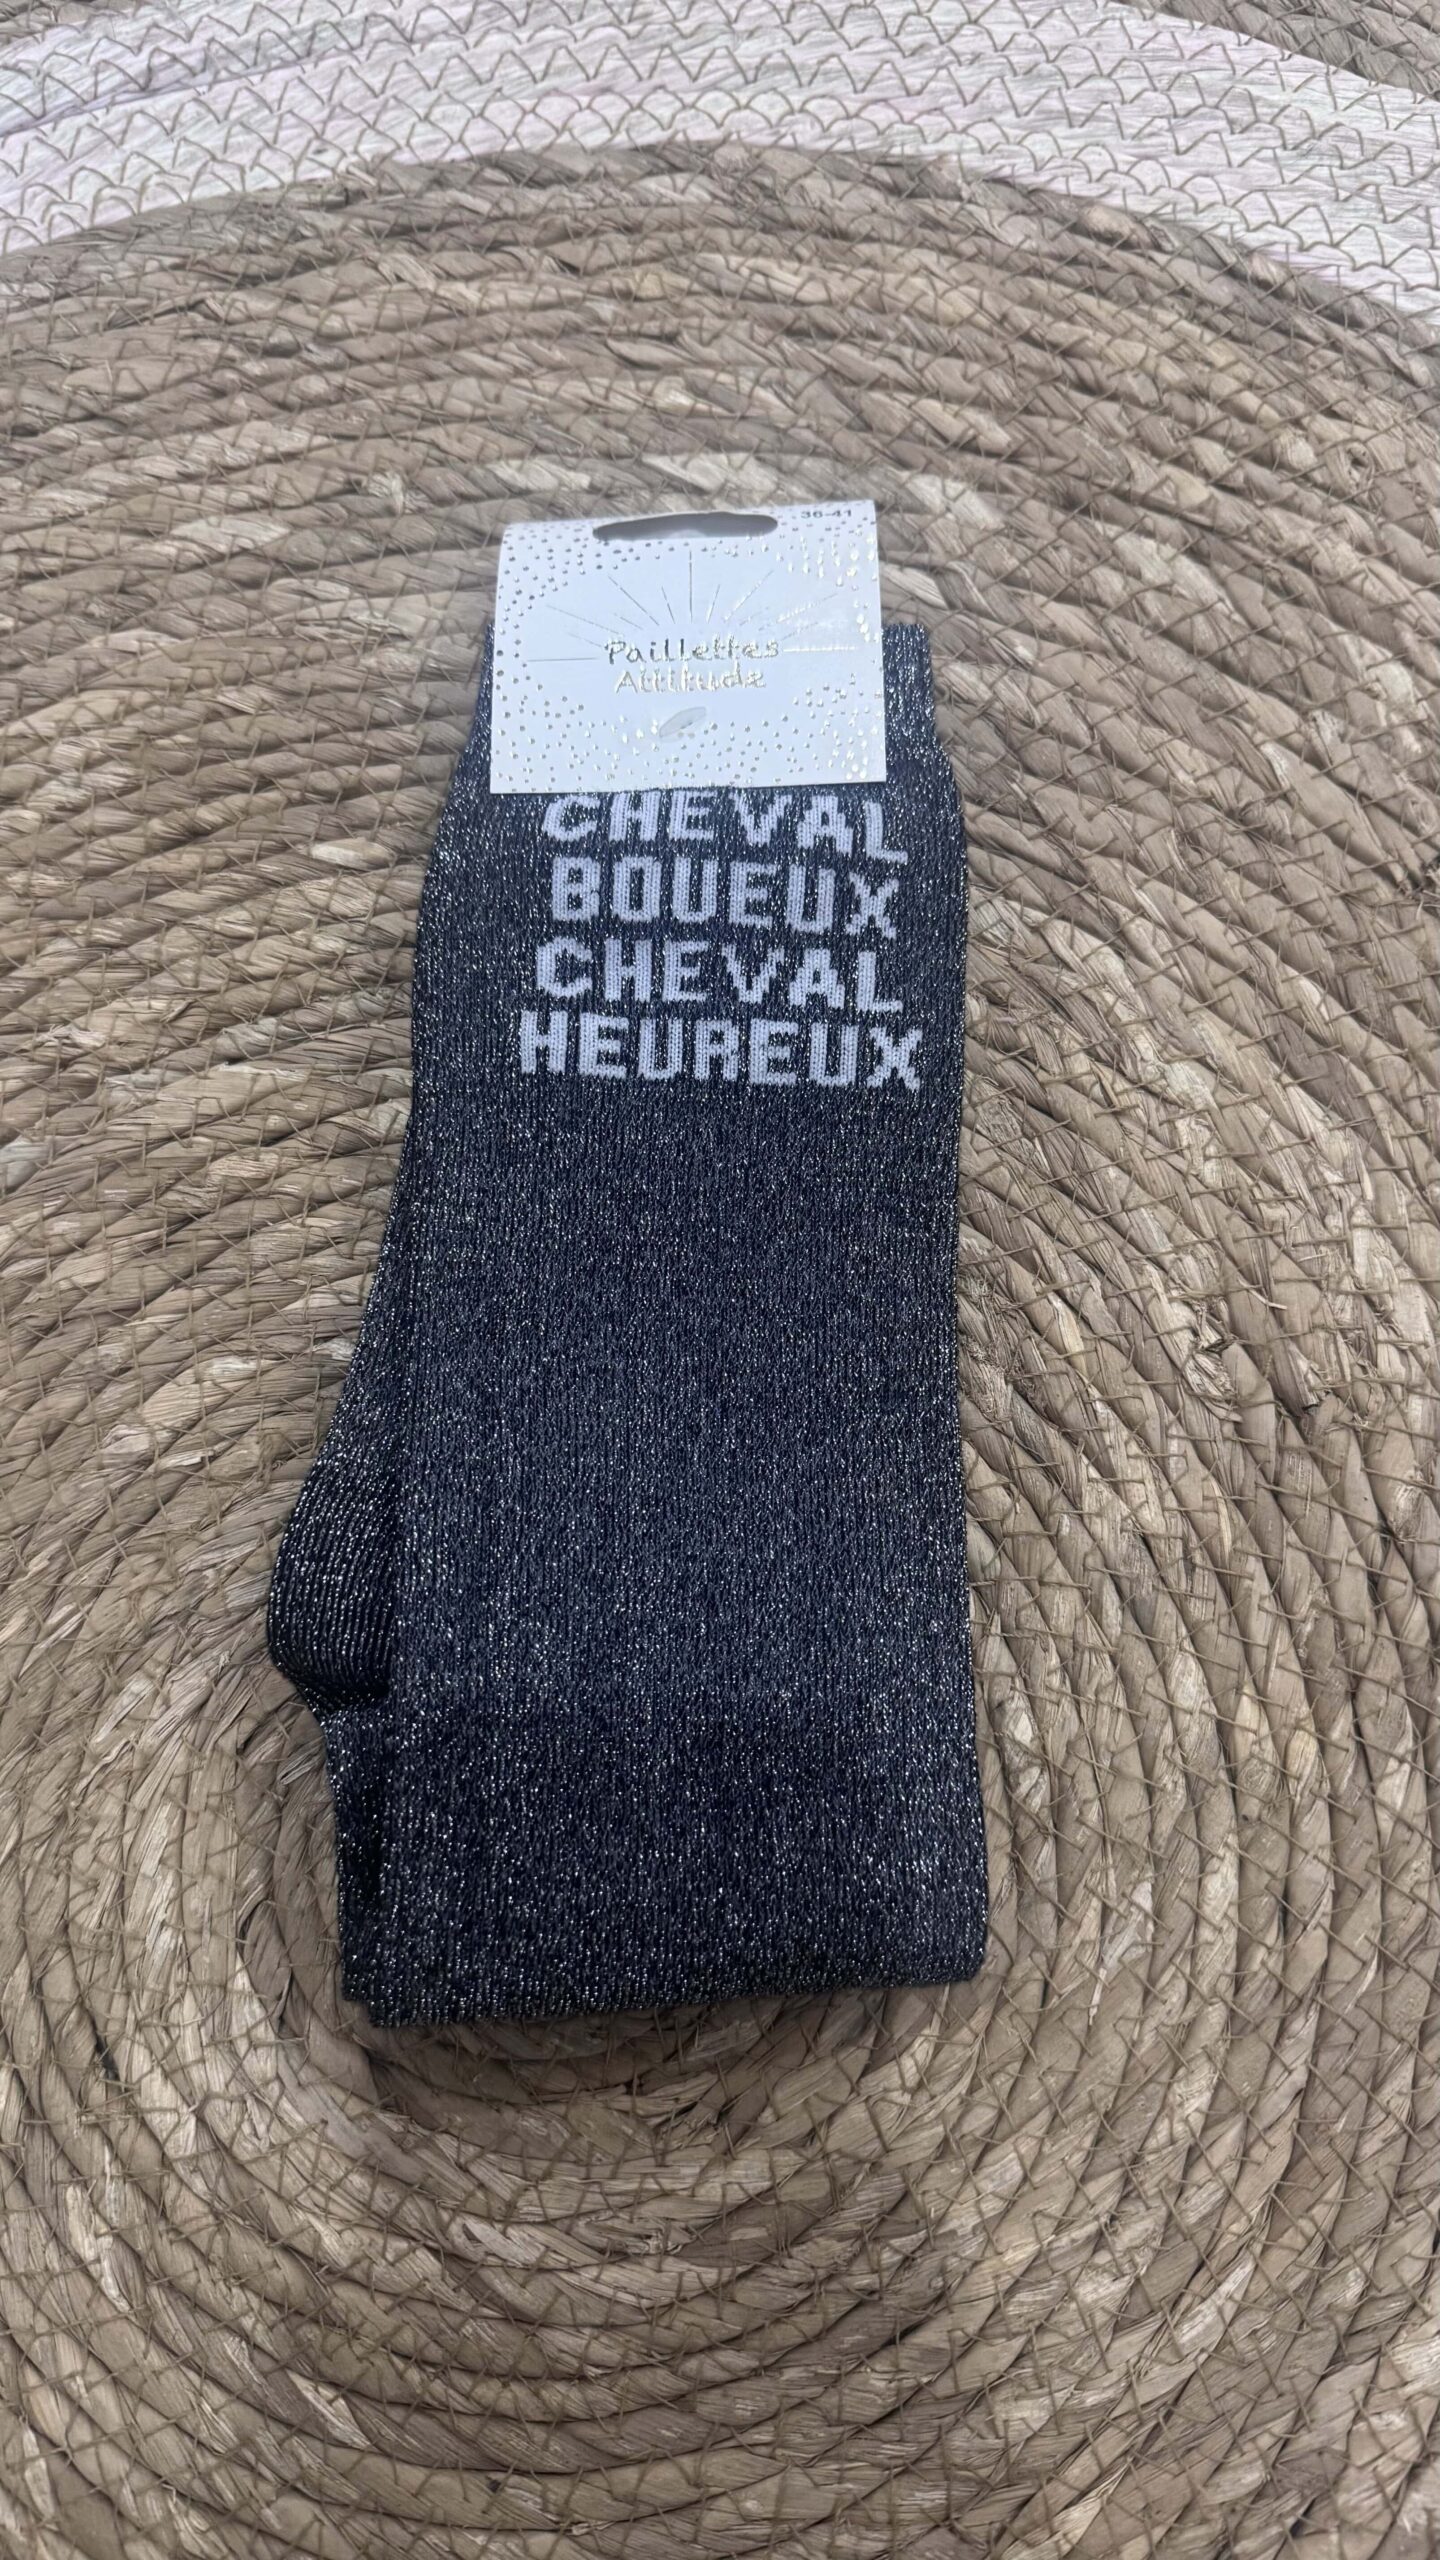 36-41
Paillettes
Attitude
CHEVAL
BOUEUX
CHEVAL
HEUREUX